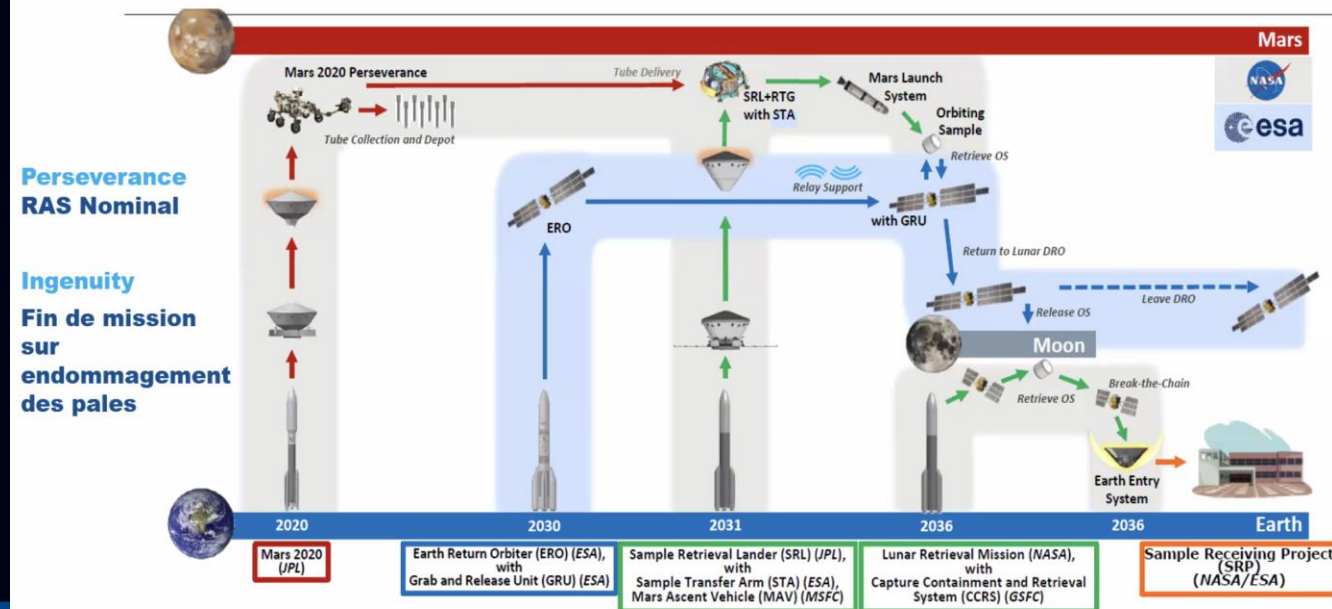 Mars
Mars 2020 Perseverance
Tube Delivery
Tube Collection and Depot
SRL+RTG
with STA
Mars Launch
System
Orbiting
Sample
Retrieve OS
NASA
esa
Perseverance
RAS Nominal
Ingenuity
Fin de mission
sur
endommagement
des pales
ERO
Relay Support
with GRU
Return to Lunar DRO
Leave DRO
Release OS
Moon
Retrieve OS
Break-the-Chain
Earth Entry
System
2020
2030
2031
2036
2036
Earth
Mars 2020
(JPL)
Earth Return Orbiter (ERO) (ESA),
with
Grab and Release Unit (GRU) (ESA)
Sample Retrieval Lander (SRL) (JPL),
with
Sample Transfer Arm (STA) (ESA),
Mars Ascent Vehicle (MAV) (MSFC)
Lunar Retrieval Mission (NASA),
with
Capture Containment and Retrieval
System (CCRS) (GSFC)
Sample Receiving Project
(SRP)
(NASA/ESA)